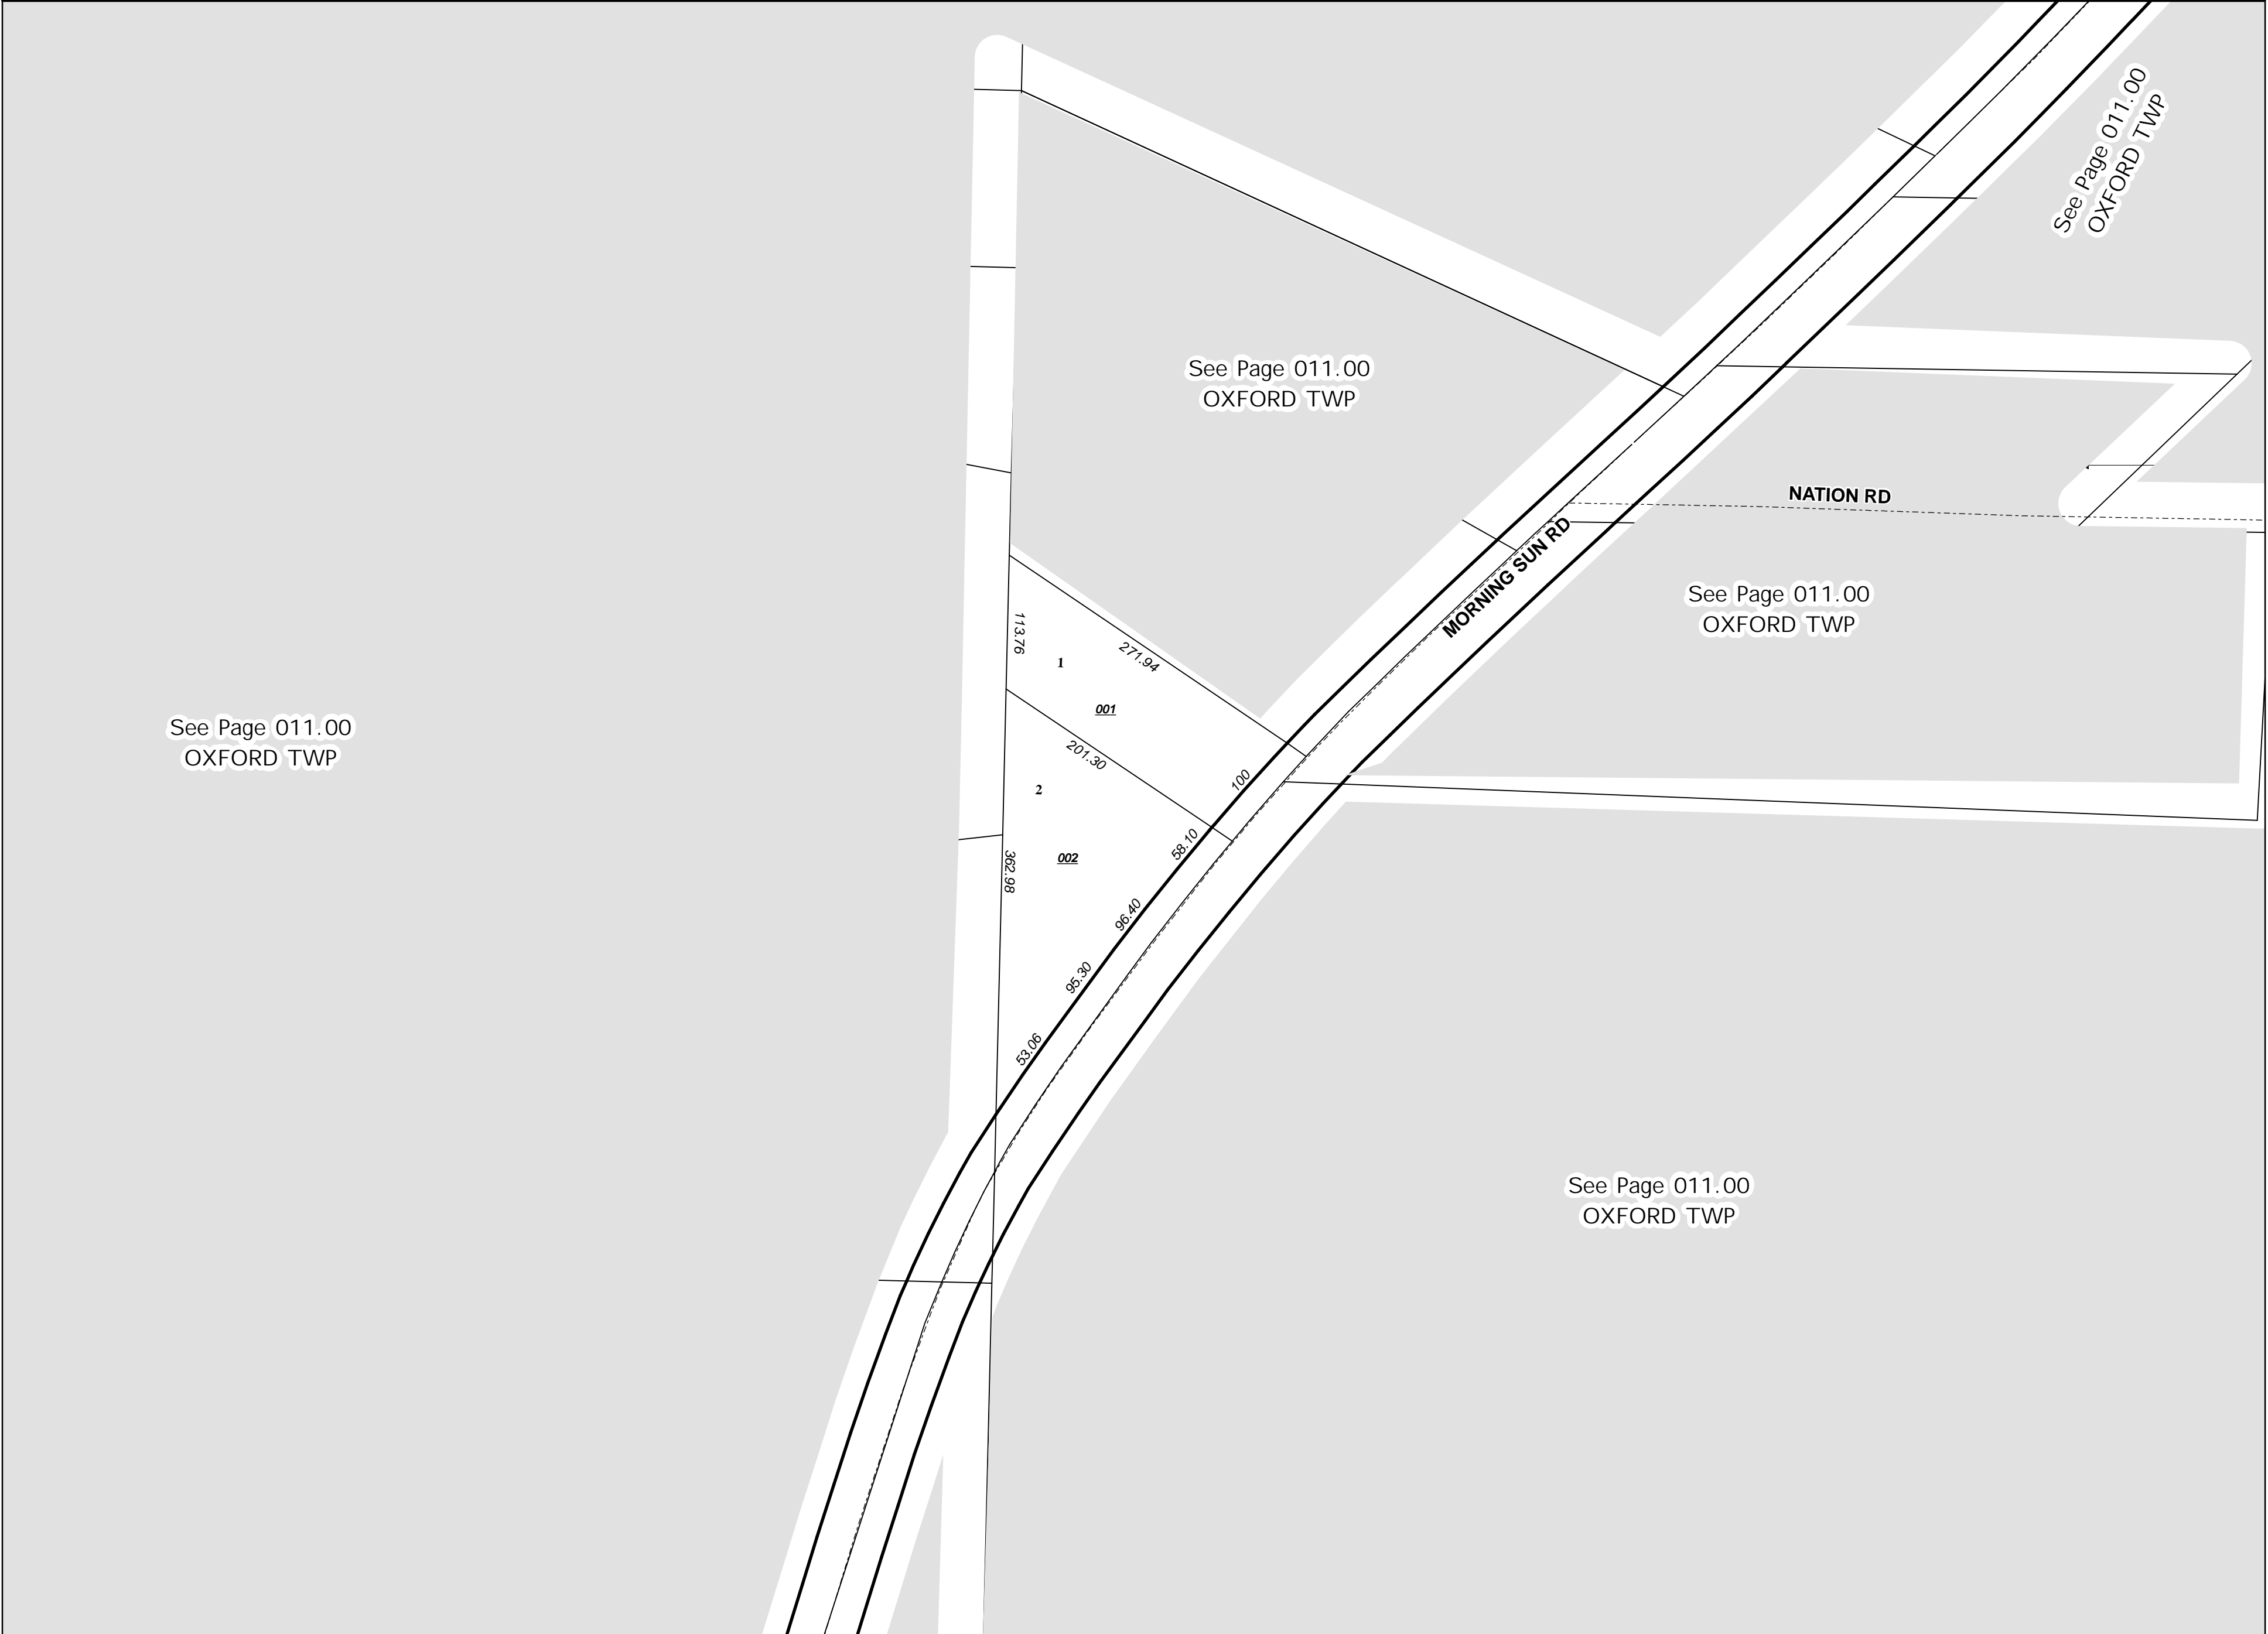 See Page 011.00
OXFORD TWP
See Page 011.00
OXFORD TWP
NATION RD
MORNING SUN RD
See Page 011.00
OXFORD TWP
113.76
1
271.94
001
See Page 011.00
OXFORD TWP
201.30
100
2
58.10
002
362.98
96.40
95.30
53.06
See Page 011.00
OXFORD TWP